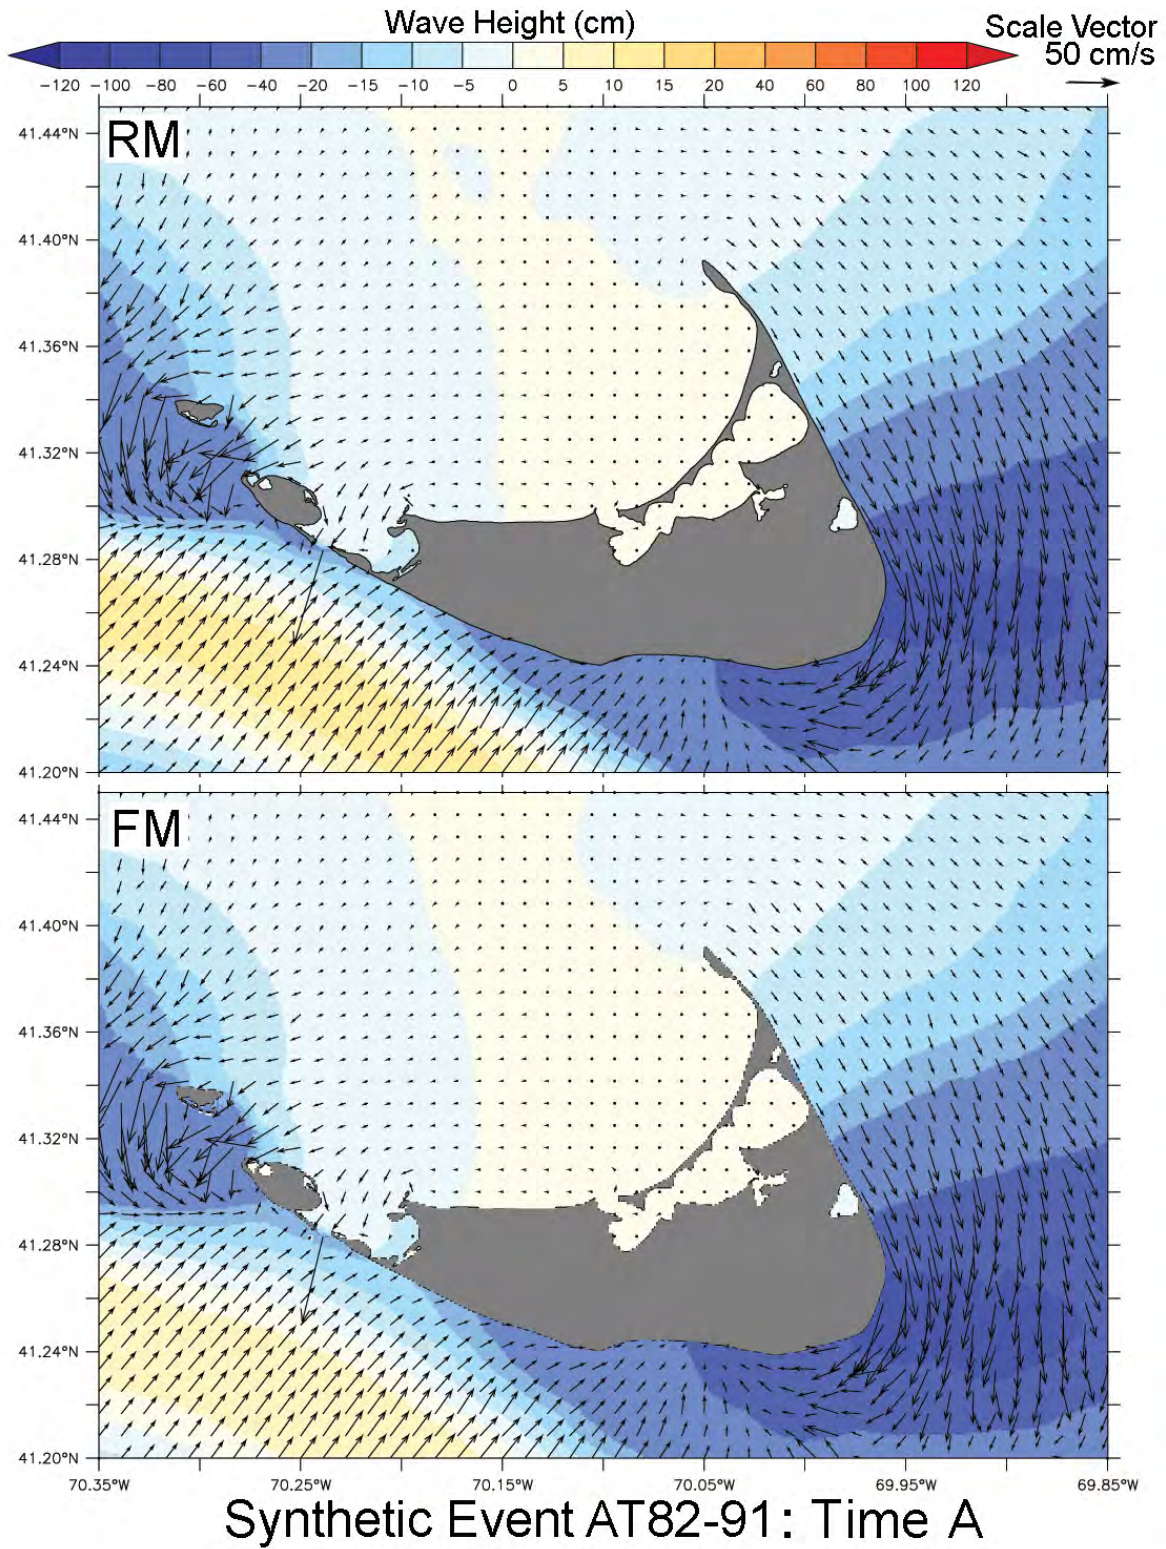 Wave Height (cm)
Scale Vector
50 cm/s
−120 −100 −80 −60 −40 −20 −15 −10 −5 0 5 10 15 20 40 60 80 100 120
RM
41.44°N
41.40°N
41.36°N
41.32°N
41.28°N
41.24°N
41.20°N
FM
41.44°N
41.40°N
41.36°N
41.32°N
41.28°N
41.24°N
41.20°N
70.35°W 70.25°W 70.15°W 70.05°W 69.95°W 69.85°W
Synthetic Event AT82-91: Time A